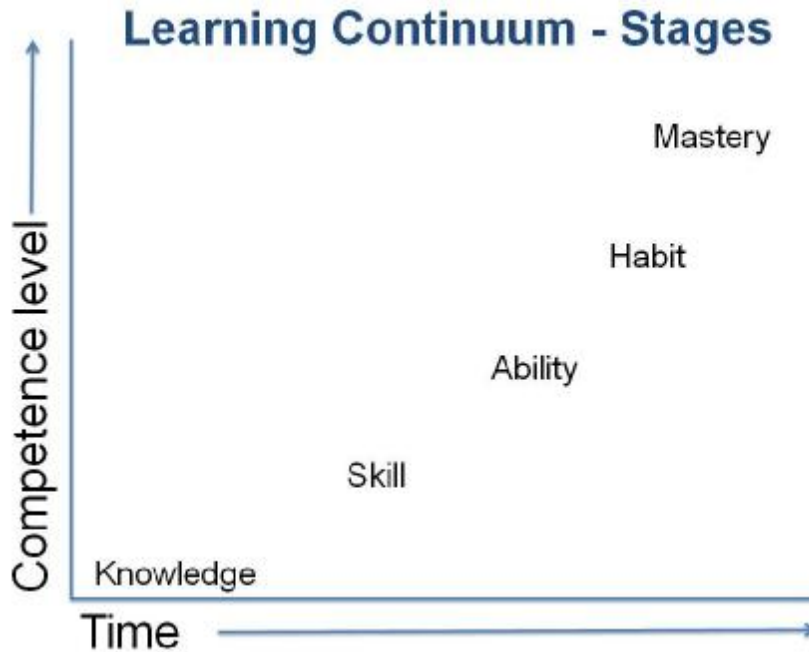 Learning Continuum - Stages
Mastery
Habit
Ability
Skill
Knowledge
Competence level
Time